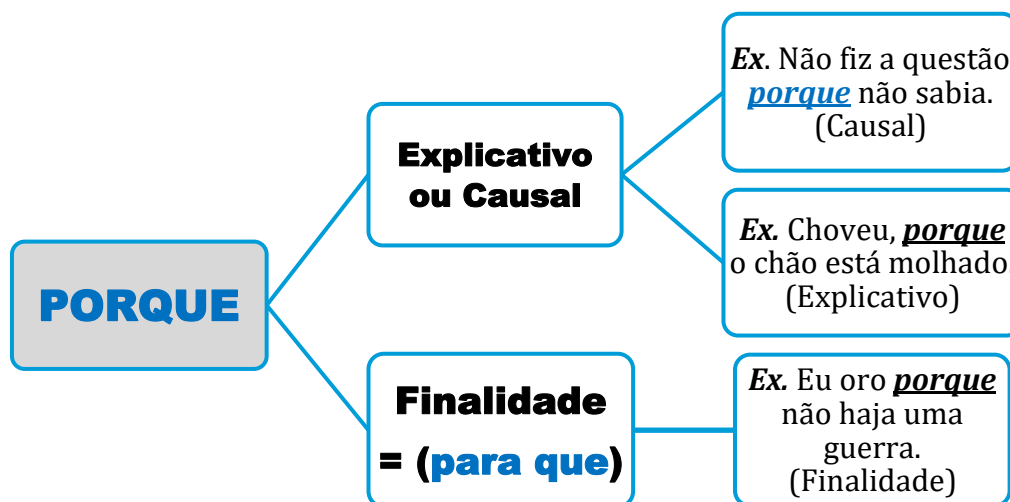 PORQUE
Explicativo
ou Causal
Ex. Não fiz a questão
porque não sabia.
(Causal)
Ex. Choveu, porque
o chão está molhado.
(Explicativo)
Finalidade
= (para que)
Ex. Eu oro porque
não haja uma
guerra.
(Finalidade)